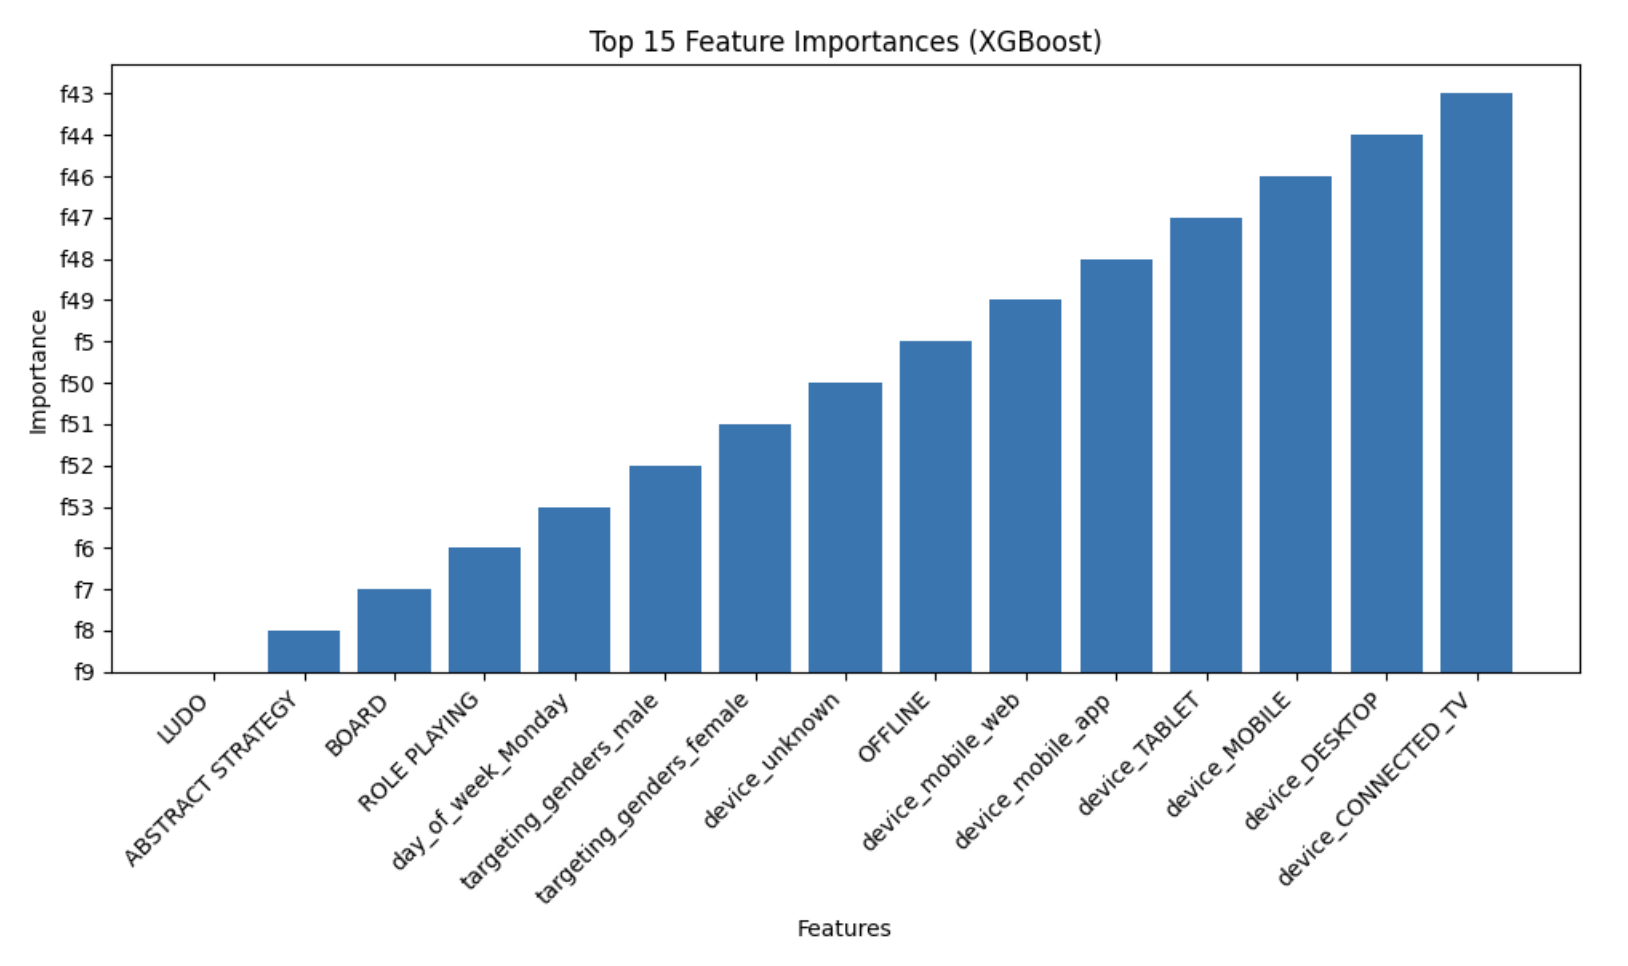 Top 15 Feature Importances (XGBoost)
Importance
f43
f44
f46
f47
f48
f49
f5
f50
f51
f52
f53
f6
f7
f8
f9
LUDO
ABSTRACT STRATEGY
BOARD
ROLE PLAYING
day_of_week_Monday
targeting_genders_male
targeting_genders_female
device_unknown
OFFLINE
device_mobile_web
device_mobile_app
device_TABLET
device_MOBILE
device_DESKTOP
device_CONNECTED_TV
Features